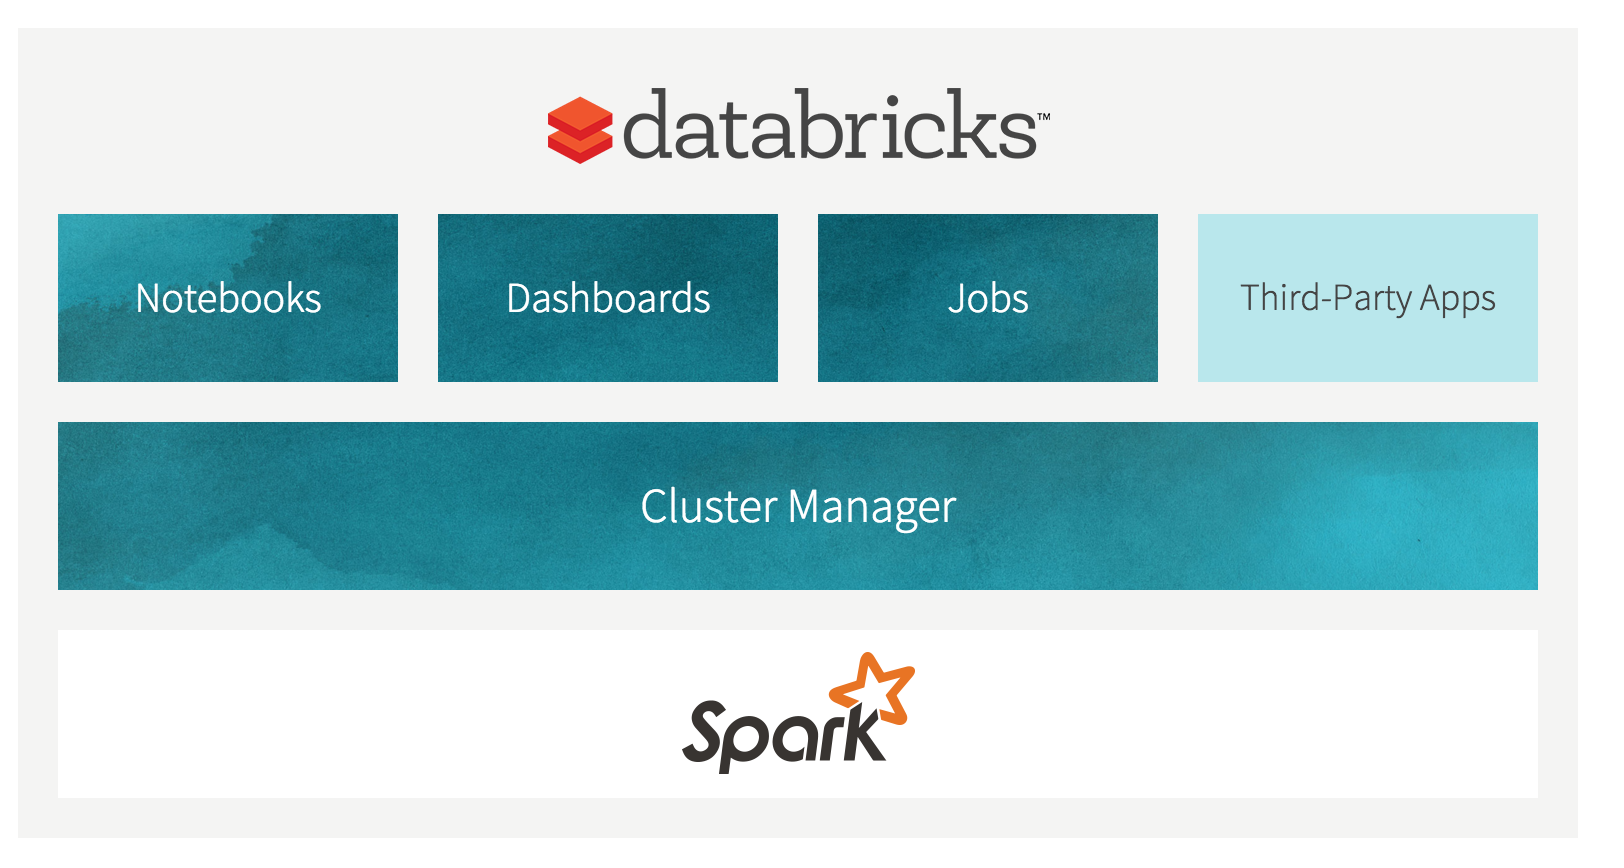 databricks™
Notebooks
Dashboards
Jobs
Third-Party Apps
Cluster Manager
Spark